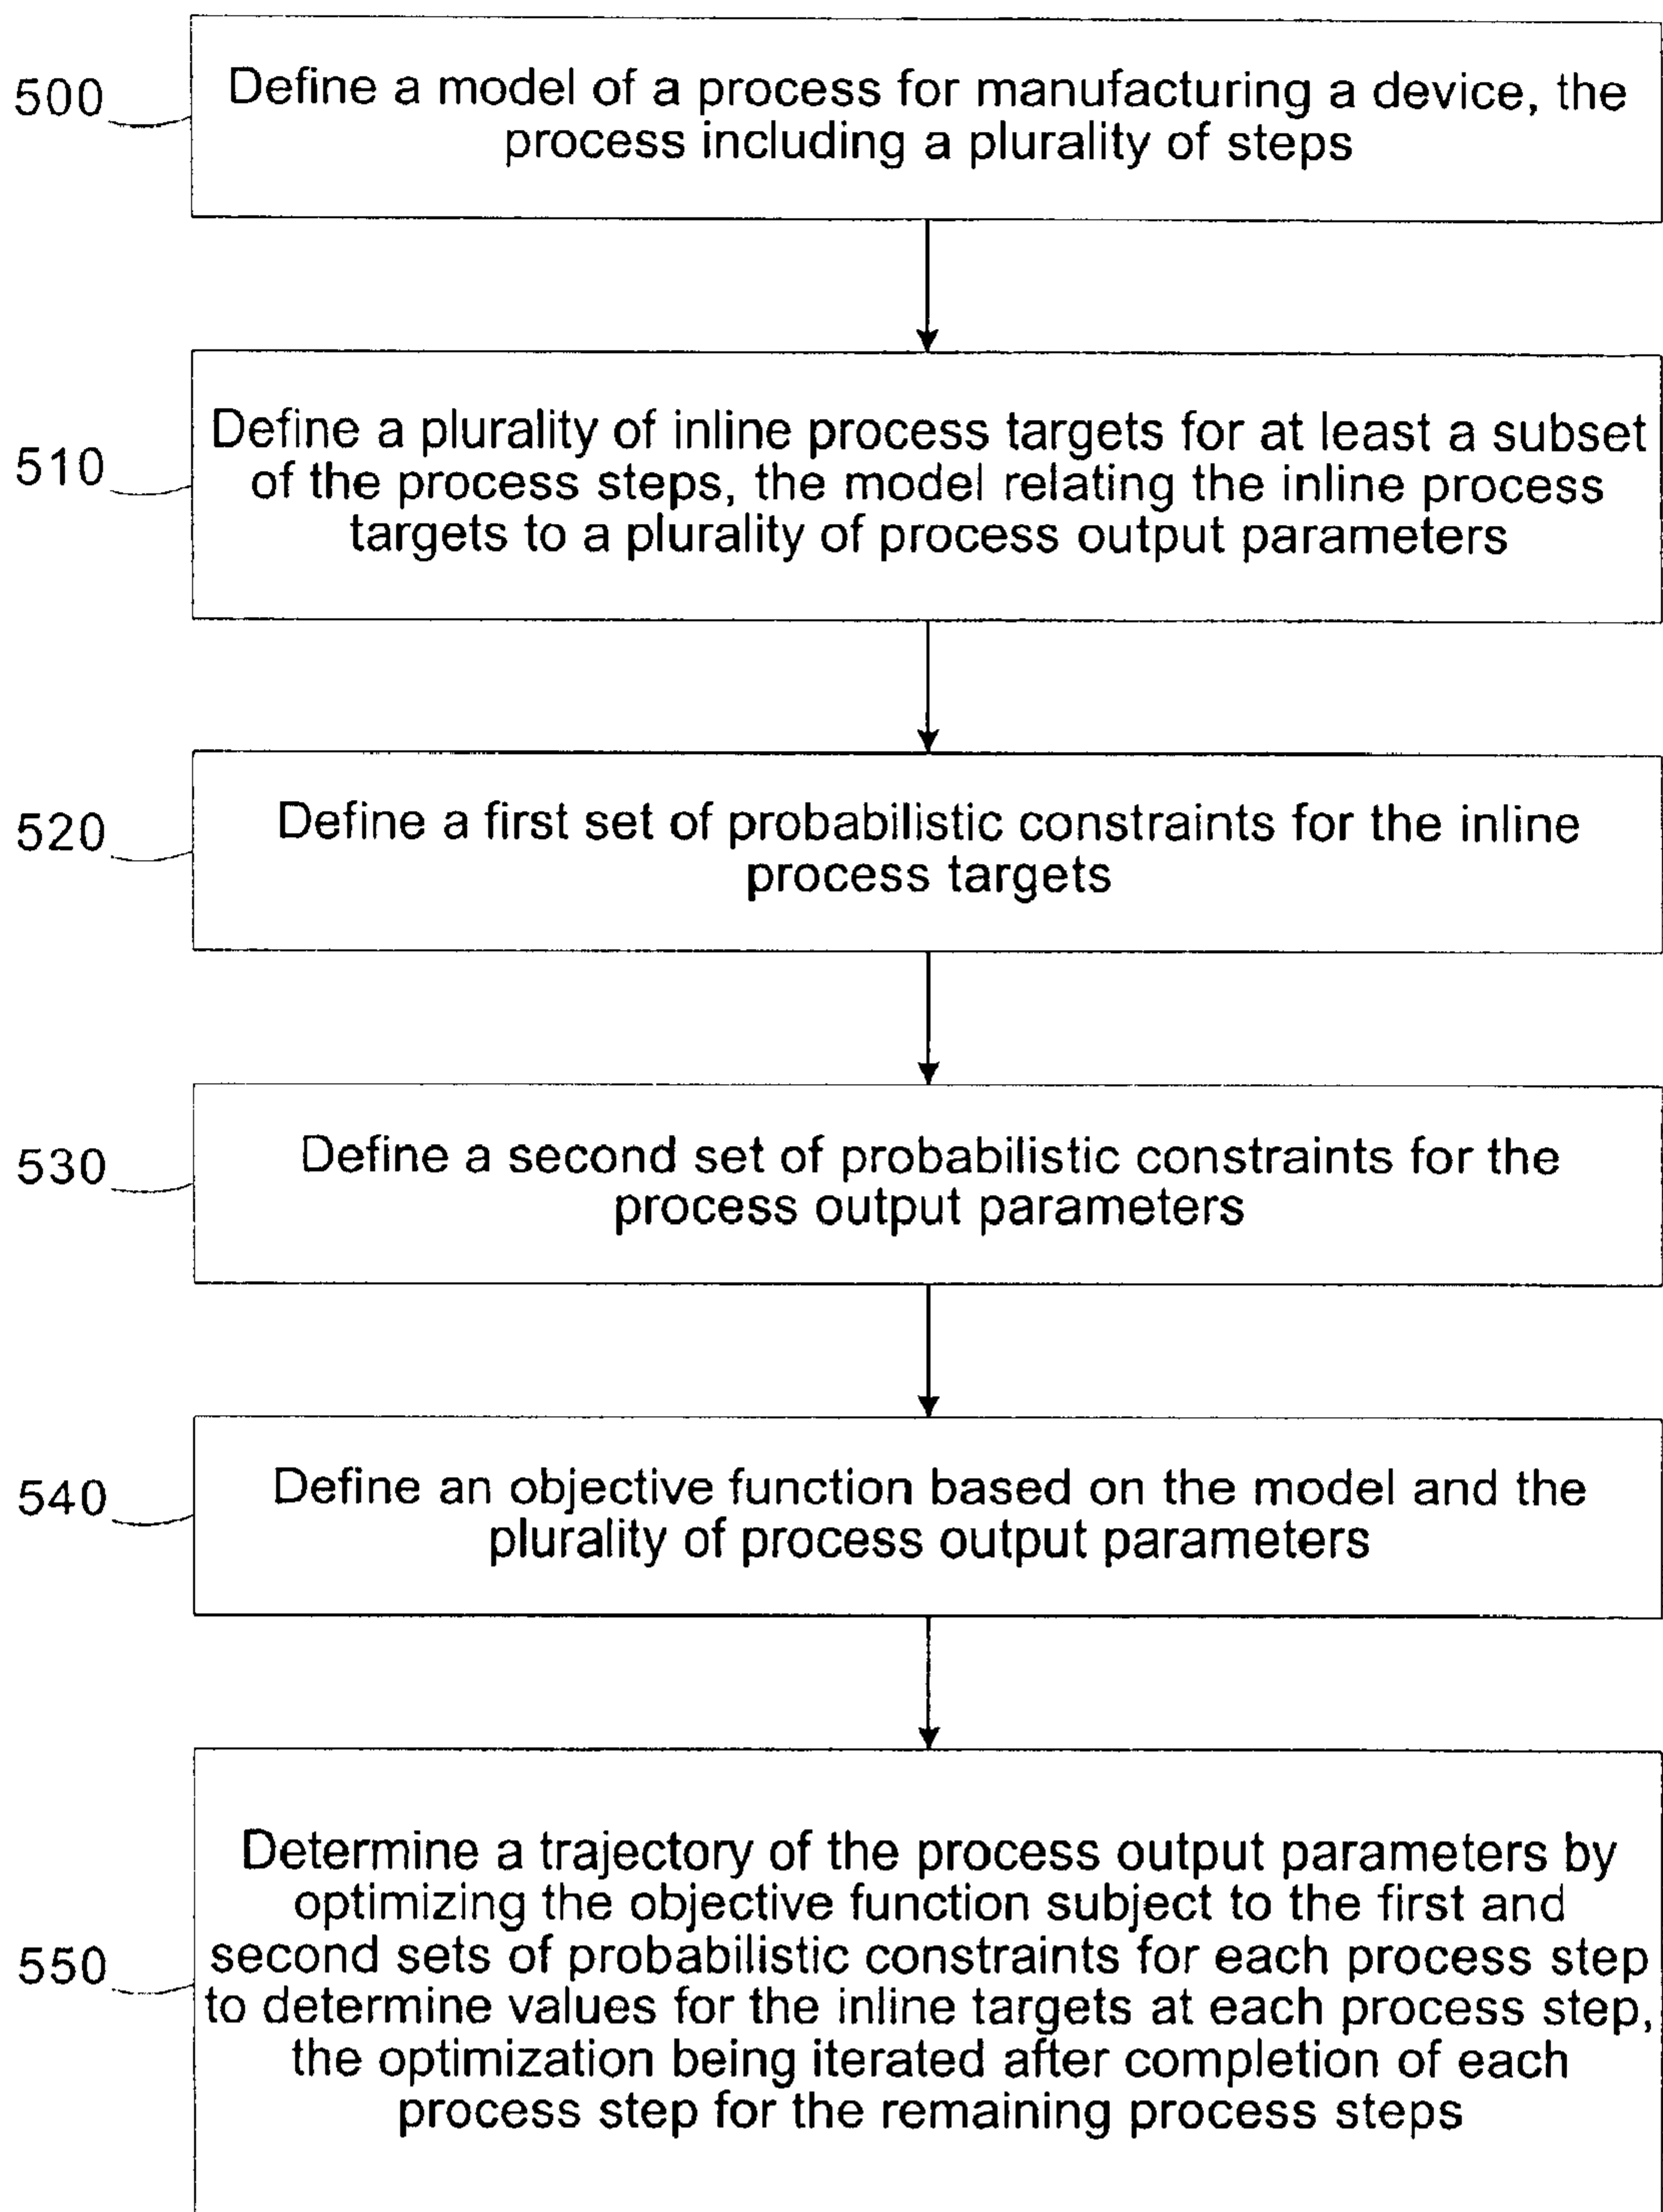 500
Define a model of a process for manufacturing a device, the
process including a plurality of steps
510
Define a plurality of inline process targets for at least a subset
of the process steps, the model relating the inline process
targets to a plurality of process output parameters
520
Define a first set of probabilistic constraints for the inline
process targets
530
Define a second set of probabilistic constraints for the
process output parameters
540
Define an objective function based on the model and the
plurality of process output parameters
550
Determine a trajectory of the process output parameters by
optimizing the objective function subject to the first and
second sets of probabilistic constraints for each process step
to determine values for the inline targets at each process step,
the optimization being iterated after completion of each
process step for the remaining process steps